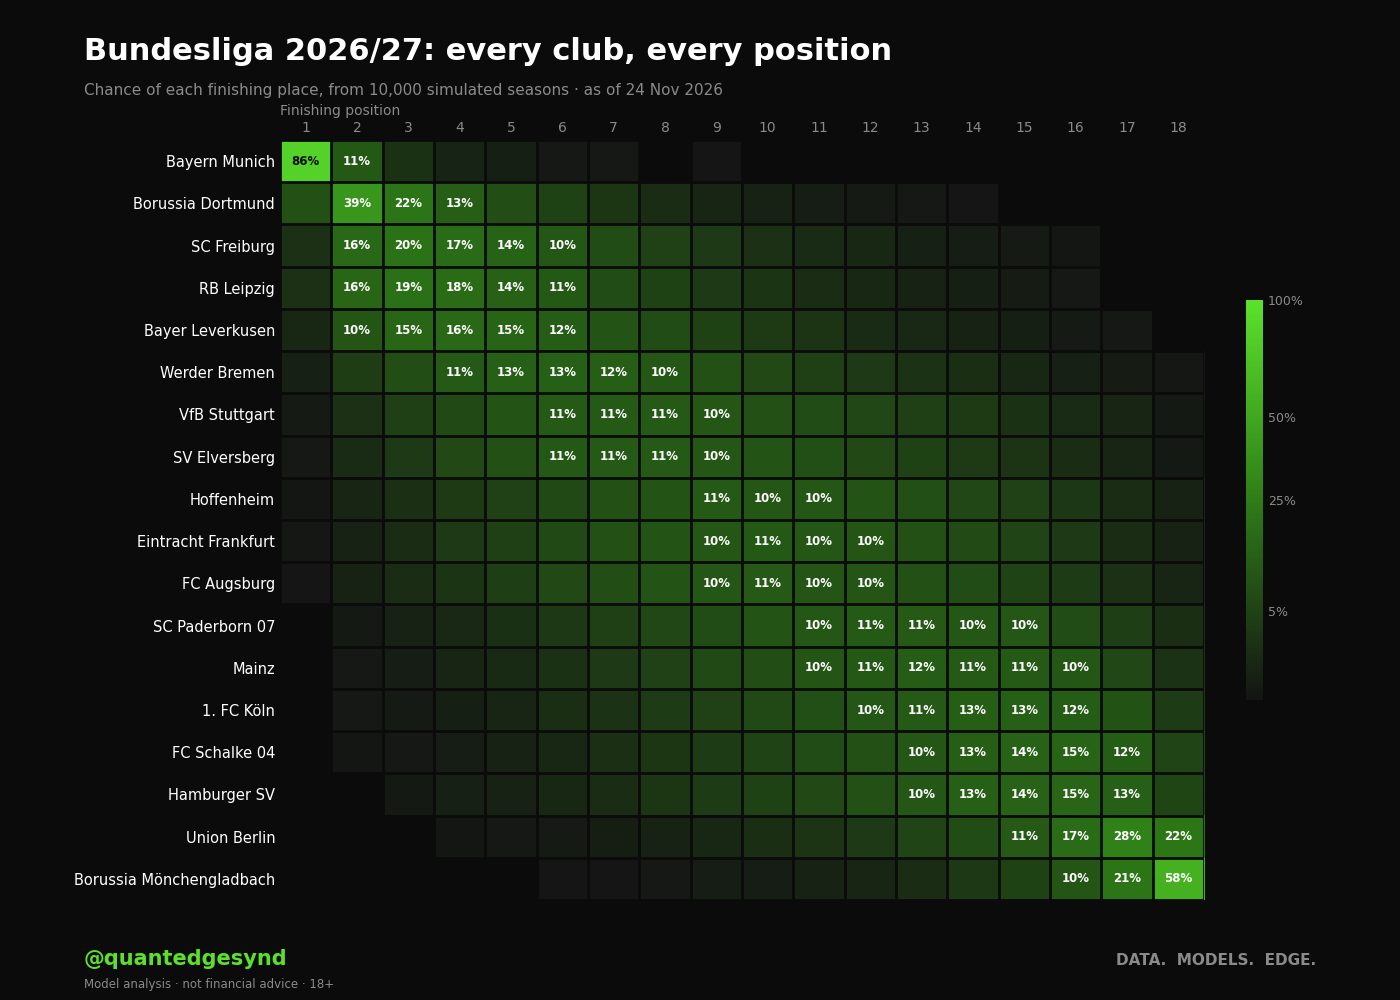 Bundesliga 2026/27: every club, every position
Chance of each finishing place, from 10,000 simulated seasons · as of 24 Nov 2026
Finishing position
1 2 3 4 5 6 7 8 9 10 11 12 13 14 15 16 17 18
Bayern Munich 86% 11%
Borussia Dortmund 39% 22% 13%
SC Freiburg 16% 20% 17% 14% 10%
RB Leipzig 16% 19% 18% 14% 11%
100%
Bayer Leverkusen 10% 15% 16% 15% 12%
Werder Bremen 11% 13% 13% 12% 10%
VfB Stuttgart 11% 11% 11% 10%
50%
SV Elversberg 11% 11% 11% 10%
Hoffenheim 11% 10% 10%
25%
Eintracht Frankfurt 10% 11% 10% 10%
FC Augsburg 10% 11% 10% 10%
5%
SC Paderborn 07 10% 11% 11% 10% 10%
Mainz 10% 11% 12% 11% 11% 10%
1. FC Köln 10% 11% 13% 13% 12%
FC Schalke 04 10% 13% 14% 15% 12%
Hamburger SV 10% 13% 14% 15% 13%
Union Berlin 11% 17% 28% 22%
Borussia Mönchengladbach 10% 21% 58%
@quantedgesynd
DATA. MODELS. EDGE.
Model analysis · not financial advice · 18+